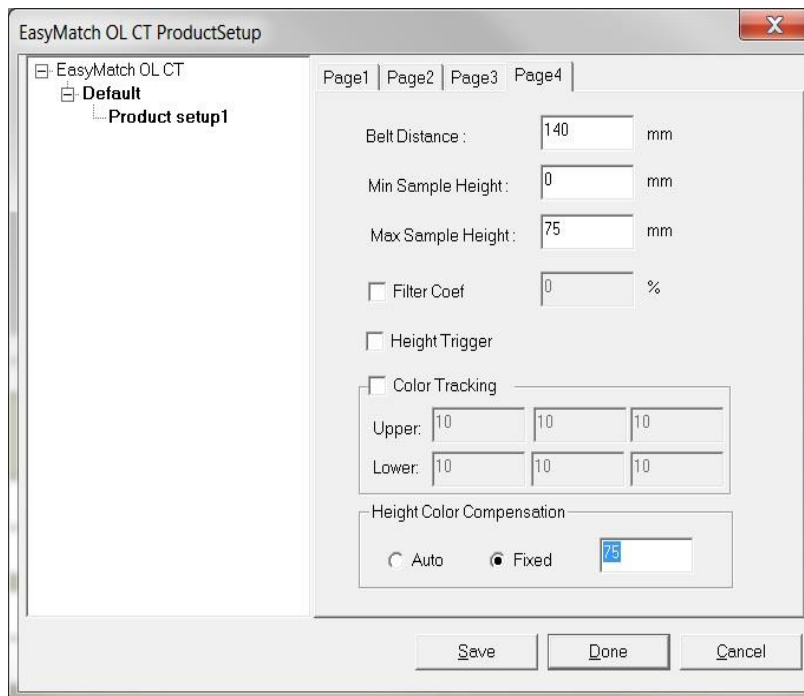 EasyMatch OL CT ProductSetup
X
EasyMatch OL CT
Default
Product setup1
Page1 Page2 Page3 Page4
Belt Distance : 140 mm
Min Sample Height : 0 mm
Max Sample Height : 75 mm
Filter Coef 0 %
Height Trigger
Color Tracking
Upper: 10 10 10
Lower: 10 10 10
Height Color Compensation
Auto Fixed 75
Save Done Cancel